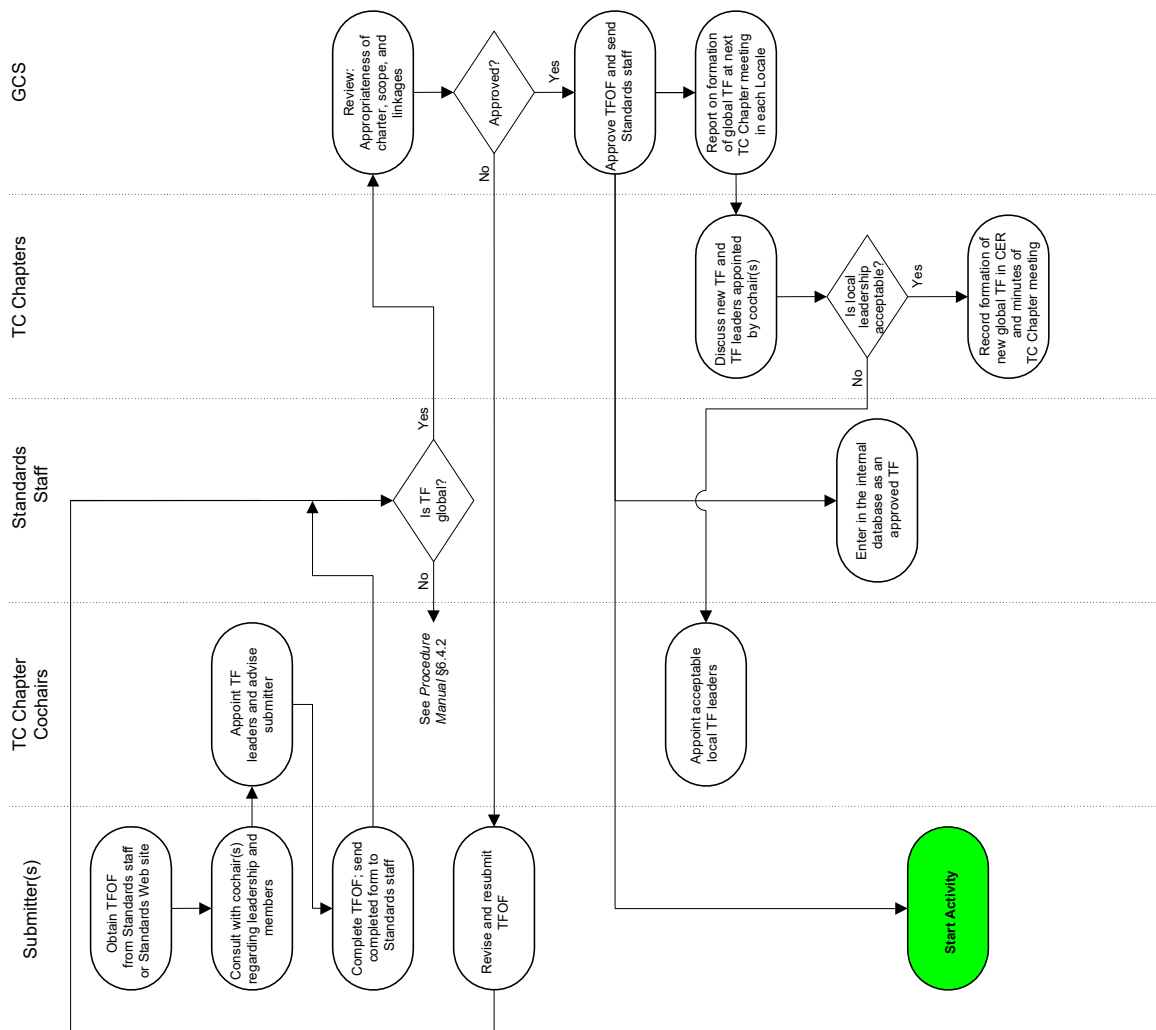 Submitter(s)
TC Chapter
Cochairs
Standards
Staff
TC Chapters
GCS
Obtain TFOF
from Standards staff
or Standards Web site
Consult with cochair(s)
regarding leadership and
members
Appoint TF
leaders and advise
submitter
Complete TFOF; send
completed form to
Standards staff
Is TF
global?
No
Yes
See Procedure
Manual §6.4.2
Review:
Appropriateness of
charter, scope, and
linkages
Approved?
No
Yes
Revise and resubmit
TFOF
Approve TFOF and send
Standards staff
Report on formation
of global TF at next
TC Chapter meeting
in each Locale
Discuss new TF and
TF leaders appointed
by cochair(s)
Is local
leadership
acceptable?
No
Yes
Appoint acceptable
local TF leaders
Enter in the internal
database as an
approved TF
Record formation of
new global TF in CER
and minutes of
TC Chapter meeting
Start Activity